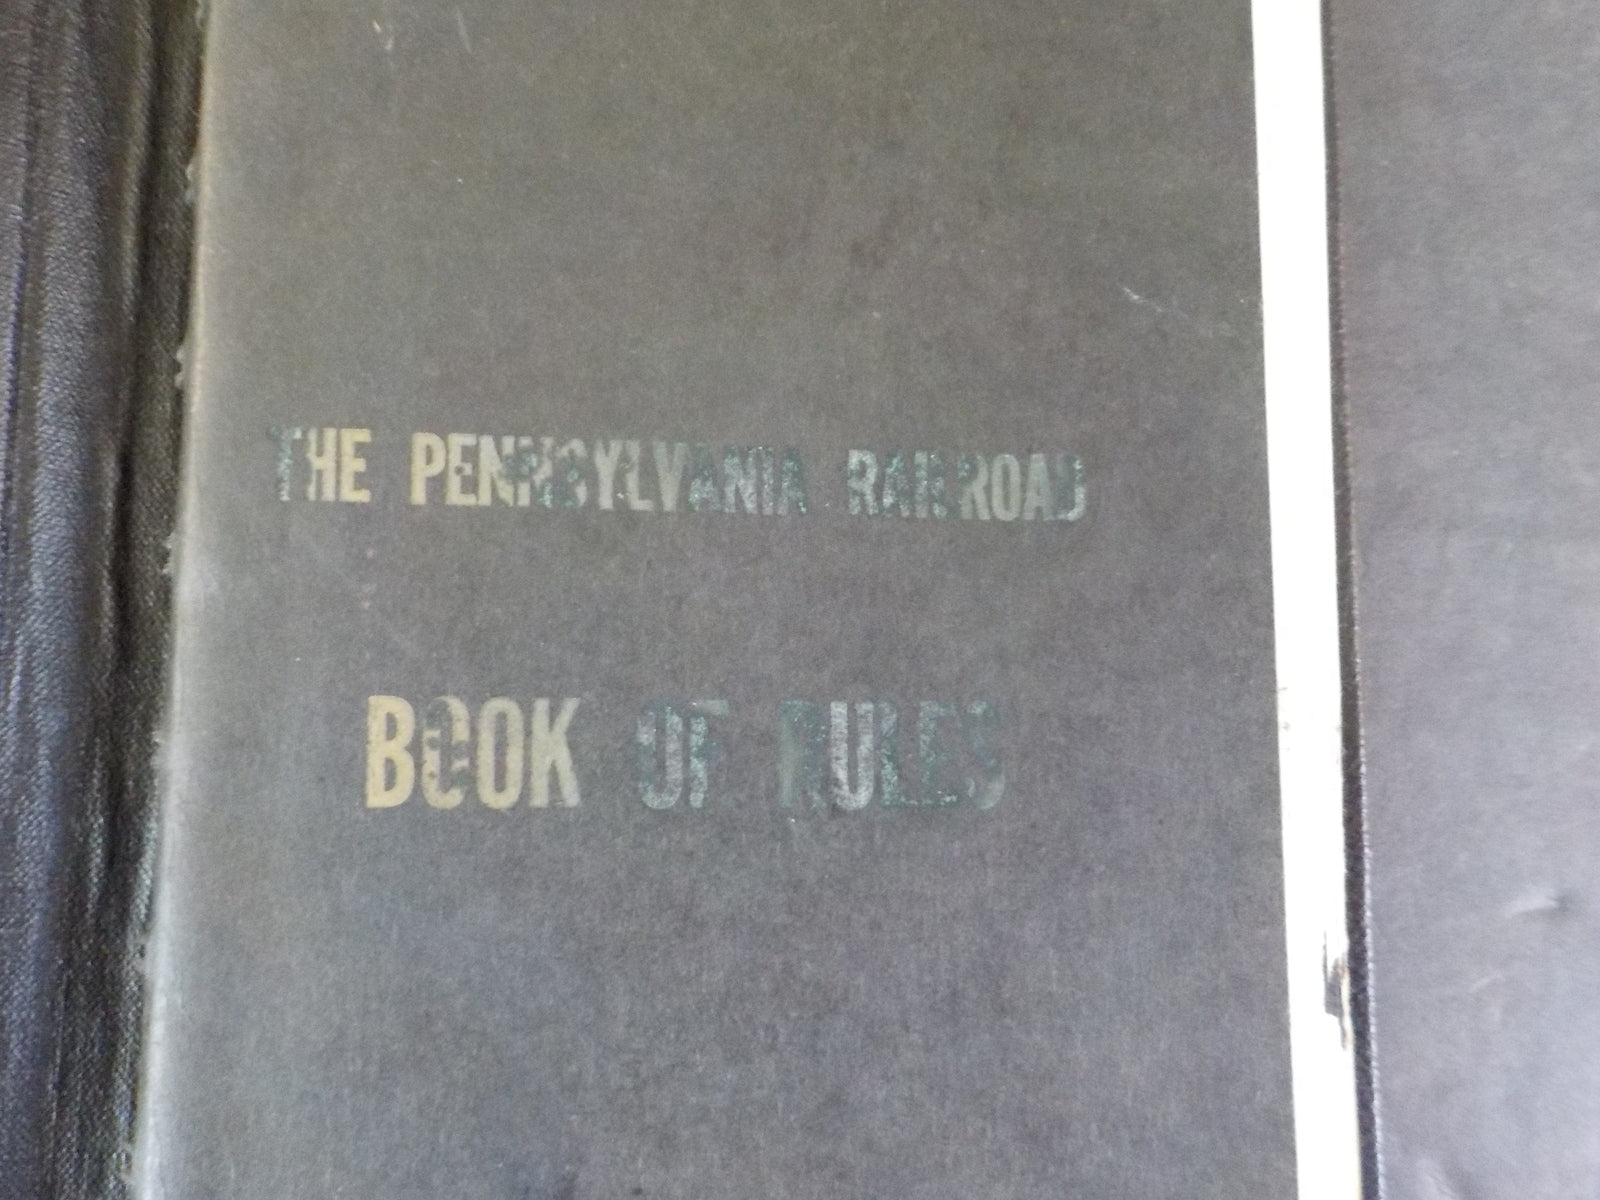 THE PENNSYLVANIA RAILROAD
BOOK OF RULES